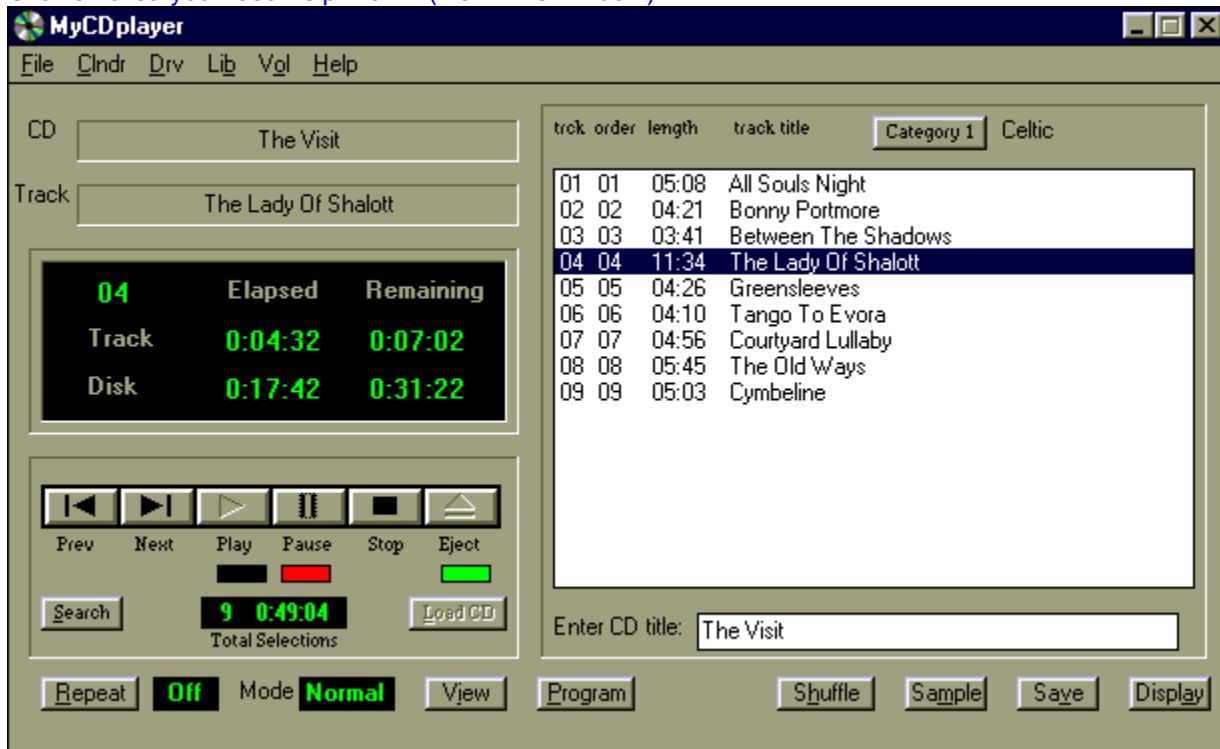 MyCDplayer
File Clndr Drv Lib Vol Help
CD The Visit
Track The Lady Of Shalott
04 Elapsed Remaining
Track 0:04:32 0:07:02
Disk 0:17:42 0:31:22
Prev Next Play Pause Stop Eject
Search 9 0:49:04 Load CD
Total Selections
Repeat Off Mode Normal View
trck order length track title Category 1 Celtic
01 01 05:08 All Souls Night
02 02 04:21 Bonny Portmore
03 03 03:41 Between The Shadows
04 04 11:34 The Lady Of Shalott
05 05 04:26 Greensleeves
06 06 04:10 Tango To Evora
07 07 04:56 Courtyard Lullaby
08 08 05:45 The Old Ways
09 09 05:03 Cymbeline
Enter CD title: The Visit
Program Shuffle Sample Save Display